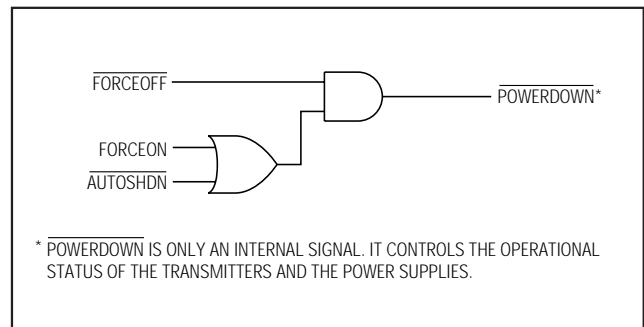 FORCEOFF
POWERDOWN*
FORCEON
AUTOSHDN
* POWERDOWN IS ONLY AN INTERNAL SIGNAL. IT CONTROLS THE OPERATIONAL
STATUS OF THE TRANSMITTERS AND THE POWER SUPPLIES.